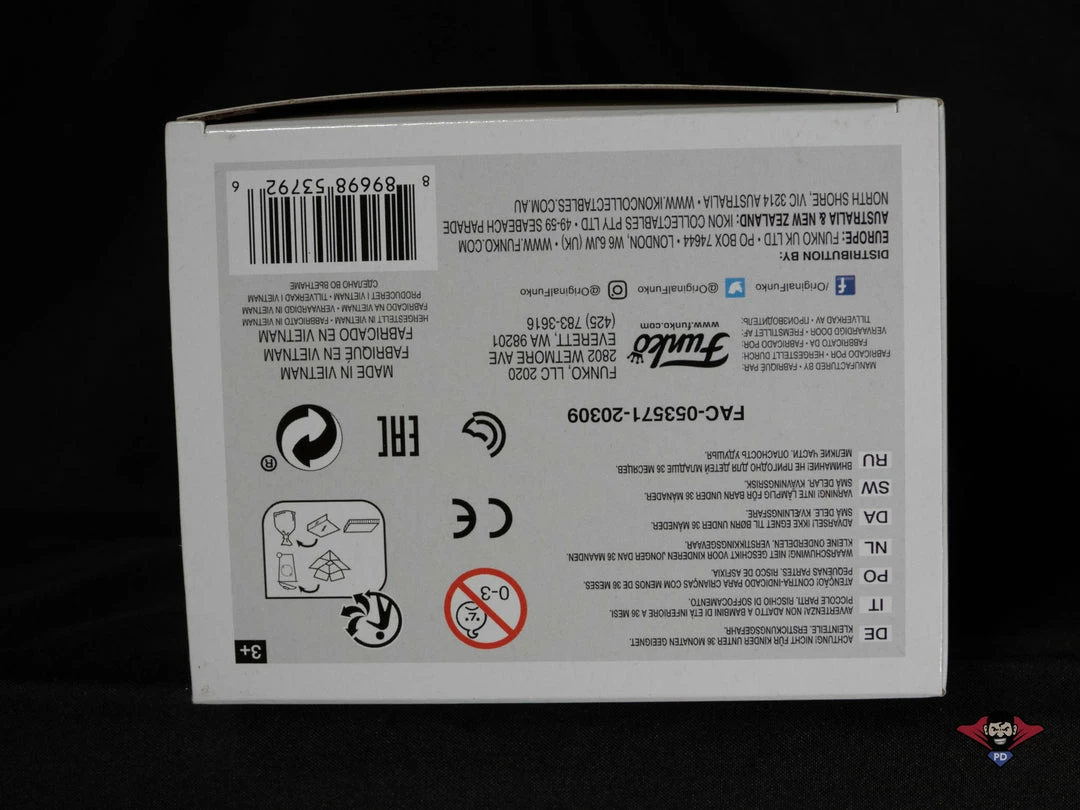 3+
DE
ACHTUNG! NICHT FÜR KINDER UNTER 36 MONATEN GEEIGNET.
KLEINTEILE. ERSTICKUNGSGEFAHR.
IT
AVVERTENZA! NON ADATTO A BAMBINI DI ETÀ INFERIORE A 36 MESI.
PICCOLE PARTI. RISCHIO DI SOFFOCAMENTO.
PO
ATENÇÃO! CONTRA-INDICADO PARA CRIANÇAS COM MENOS DE 36 MESES.
PEQUENAS PARTES. RISCO DE ASFIXIA.
NL
WAARSCHUWING! NIET GESCHIKT VOOR KINDEREN JONGER DAN 36 MAANDEN.
KLEINE ONDERDELEN. VERSTIKKINGSGEVAAR.
DA
ADVARSEL! IKKE EGNET TIL BØRN UNDER 36 MÅNEDER.
SMÅ DELE. KVÆLNINGSFARE.
SW
VARNING! INTE LÄMPLIG FÖR BARN UNDER 36 MÅNADER.
SMÅ DELAR. KVÄVNINGSRISK.
RU
ВНИМАНИЕ! НЕ ПРИГОДНО ДЛЯ ДЕТЕЙ МЛАДШЕ 36 МЕСЯЦЕВ.
МЕЛКИЕ ЧАСТИ. ОПАСНОСТЬ УДУШЬЯ.
0-3
CE
EAC
®
FAC-053571-20309
MANUFACTURED BY • FABRIQUÉ PAR:
FABRICADO POR • HERGESTELLT DURCH:
FABBRICATO DA • FABRICADO POR:
VERVAARDIGD DOOR • FREMSTILLET AF:
TILLVERKAD AV • ПРОИЗВОДИТЕЛЬ:
Funko
www.funko.com
FUNKO, LLC 2020
2802 WETMORE AVE
EVERETT, WA 98201
(425) 783-3616
MADE IN VIETNAM
FABRIQUÉ EN VIETNAM
FABRICADO EN VIETNAM
HERGESTELLT IN VIETNAM • FABBRICATO IN VIETNAM
FABRICADO NA VIETNAM • VERVAARDIGD IN VIETNAM
PRODUCERET I VIETNAM • TILLVERKAD I VIETNAM
СДЕЛАНО ВО ВЬЕТНАМЕ
/OriginalFunko @OriginalFunko @OriginalFunko
DISTRIBUTION BY:
EUROPE: FUNKO UK LTD • PO BOX 74644 • LONDON, W6 6JW (UK) • WWW.FUNKO.COM
AUSTRALIA & NEW ZEALAND: IKON COLLECTABLES PTY LTD • 49-59 SEABEACH PARADE
NORTH SHORE, VIC 3214 AUSTRALIA • WWW.IKONCOLLECTABLES.COM.AU
8 89698 53792 6
PD